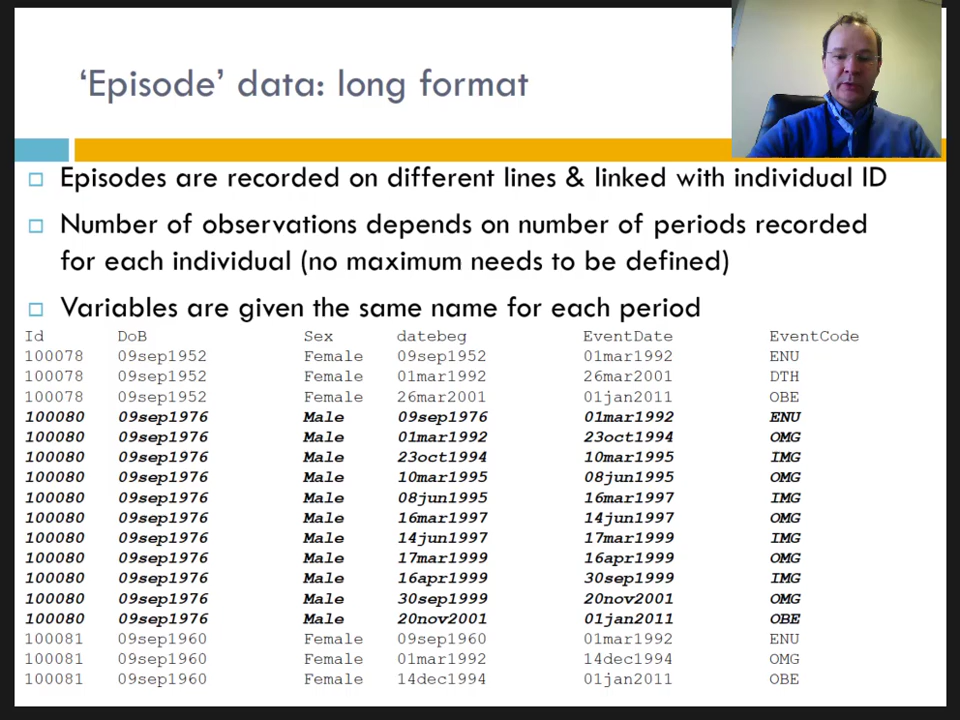 ‘Episode’ data: long format
Episodes are recorded on different lines & linked with individual ID
Number of observations depends on number of periods recorded
for each individual (no maximum needs to be defined)
Variables are given the same name for each period
Id DoB Sex datebeg EventDate EventCode
100078 09sep1952 Female 09sep1952 01mar1992 ENU
100078 09sep1952 Female 01mar1992 26mar2001 DTH
100078 09sep1952 Female 26mar2001 01jan2011 OBE
100080 09sep1976 Male 09sep1976 01mar1992 ENU
100080 09sep1976 Male 01mar1992 23oct1994 OMG
100080 09sep1976 Male 23oct1994 10mar1995 IMG
100080 09sep1976 Male 10mar1995 08jun1995 OMG
100080 09sep1976 Male 08jun1995 16mar1997 IMG
100080 09sep1976 Male 16mar1997 14jun1997 OMG
100080 09sep1976 Male 14jun1997 17mar1999 IMG
100080 09sep1976 Male 17mar1999 16apr1999 OMG
100080 09sep1976 Male 16apr1999 30sep1999 IMG
100080 09sep1976 Male 30sep1999 20nov2001 OMG
100080 09sep1976 Male 20nov2001 01jan2011 OBE
100081 09sep1960 Female 09sep1960 01mar1992 ENU
100081 09sep1960 Female 01mar1992 14dec1994 OMG
100081 09sep1960 Female 14dec1994 01jan2011 OBE